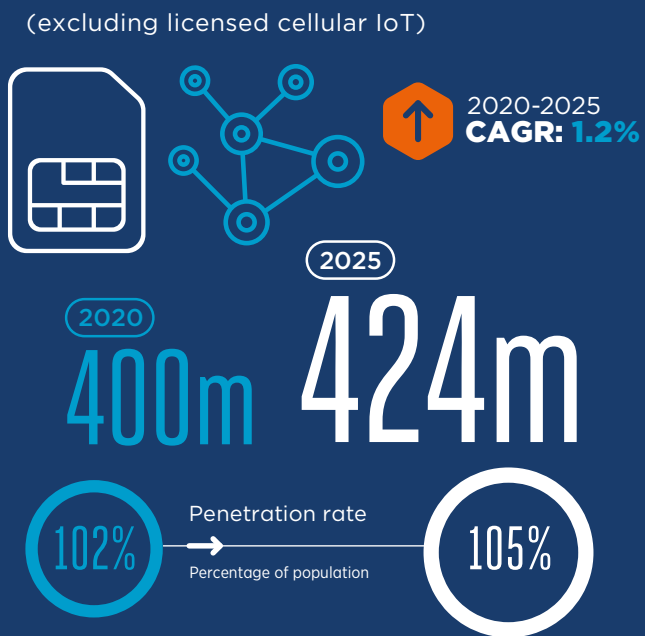 (excluding licensed cellular IoT)
2020-2025
CAGR: 1.2%
2020
400m
2025
424m
102%
Penetration rate
Percentage of population
105%